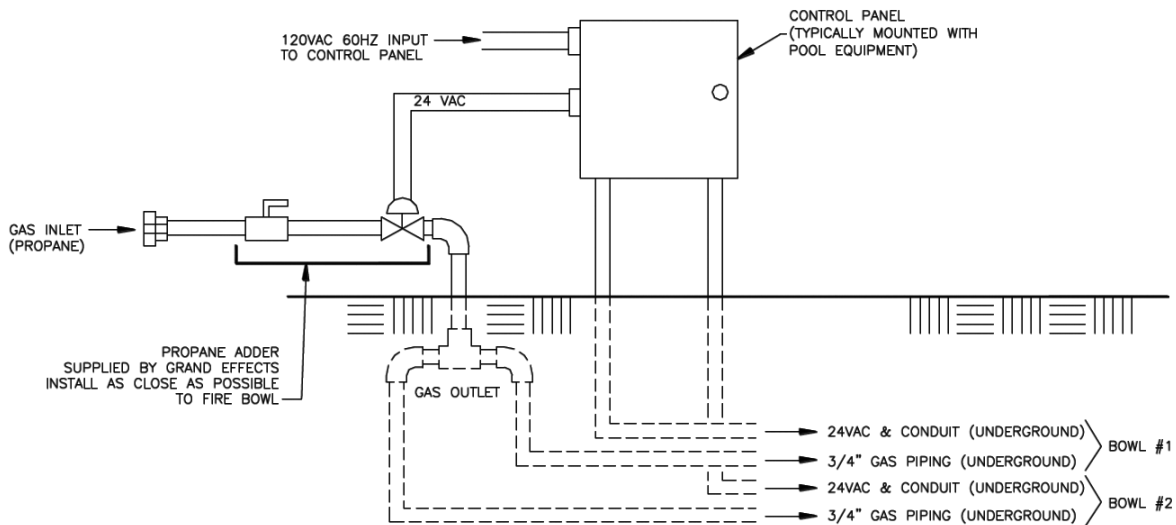 120VAC 60HZ INPUT
TO CONTROL PANEL
CONTROL PANEL
(TYPICALLY MOUNTED WITH
POOL EQUIPMENT)
24 VAC
GAS INLET
(PROPANE)
PROPANE ADDER
SUPPLIED BY GRAND EFFECTS
INSTALL AS CLOSE AS POSSIBLE
TO FIRE BOWL
GAS OUTLET
24VAC & CONDUIT (UNDERGROUND)
BOWL #1
3/4" GAS PIPING (UNDERGROUND)
24VAC & CONDUIT (UNDERGROUND)
BOWL #2
3/4" GAS PIPING (UNDERGROUND)